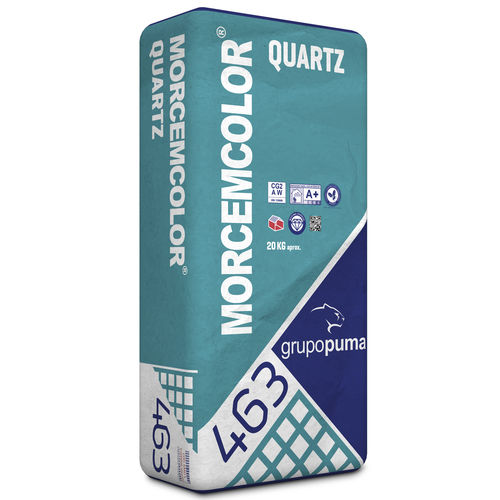 MORCEMCOLOR®
QUARTZ
463
QUARTZ
MORCEMCOLOR®
CG2
A W
A+
20 KG aprox.
grupopuma
463